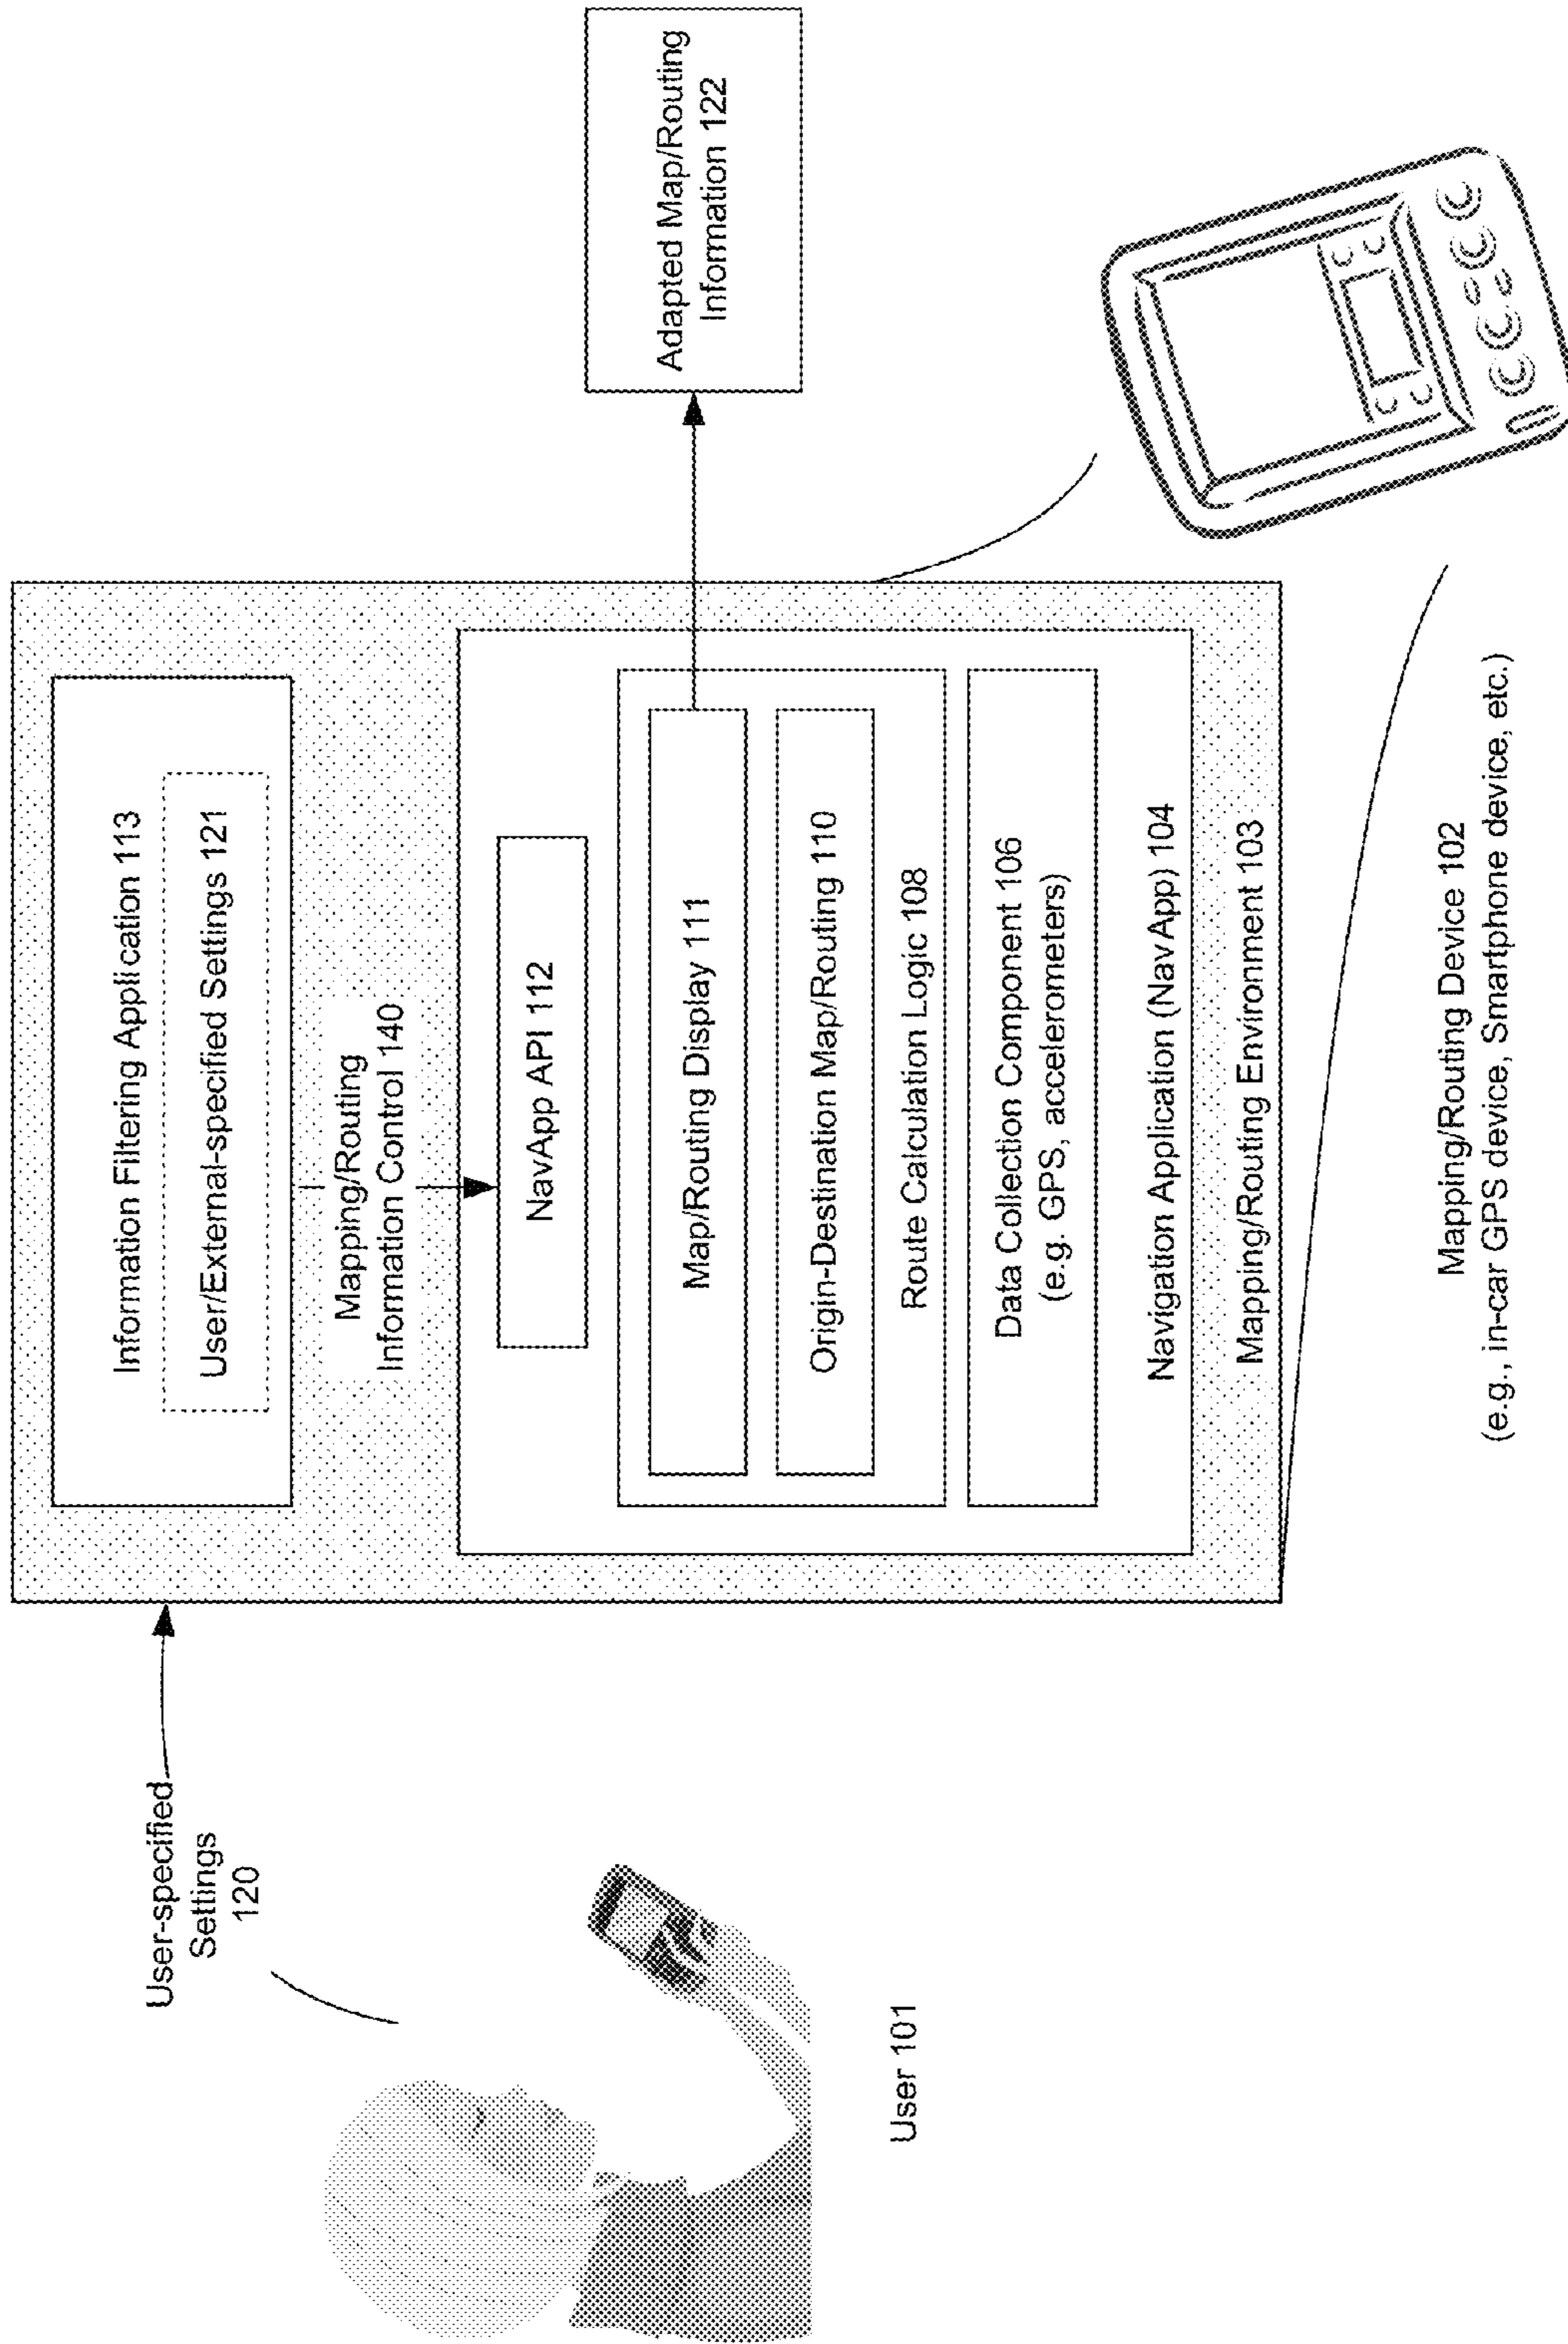 User-specified
Settings
120
User 101
Information Filtering Application 113
User/External-specified Settings 121
Mapping/Routing
Information Control 140
NavApp API 112
Map/Routing Display 111
Origin-Destination Map/Routing 110
Route Calculation Logic 108
Data Collection Component 106
(e.g. GPS, accelerometers)
Navigation Application (NavApp) 104
Mapping/Routing Environment 103
Adapted Map/Routing
Information 122
Mapping/Routing Device 102
(e.g., in-car GPS device, Smartphone device, etc.)